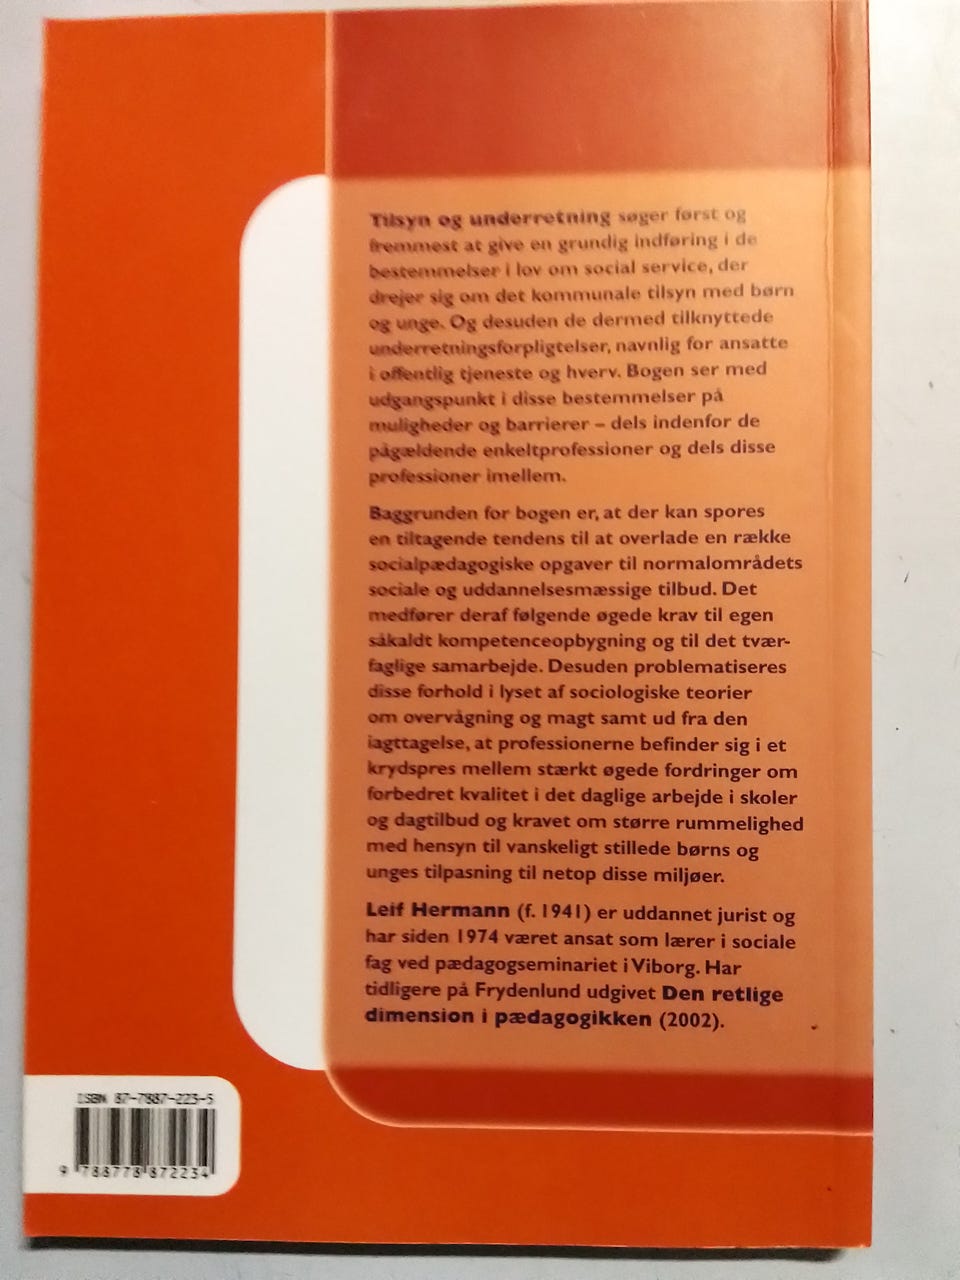 Tilsyn og underretning søger først og
fremmest at give en grundig indføring i de
bestemmelser i lov om social service, der
drejer sig om det kommunale tilsyn med børn
og unge. Og desuden de dermed tilknyttede
underretningsforpligtelser, navnlig for ansatte
i offentlig tjeneste og hverv. Bogen ser med
udgangspunkt i disse bestemmelser på
muligheder og barrierer – dels indenfor de
pågældende enkeltprofessioner og dels disse
professioner imellem.
Baggrunden for bogen er, at der kan spores
en tiltagende tendens til at overlade en række
socialpædagogiske opgaver til normalområdets
sociale og uddannelsesmæssige tilbud. Det
medfører deraf følgende øgede krav til egen
såkaldt kompetenceopbygning og til det tvær-
faglige samarbejde. Desuden problematiseres
disse forhold i lyset af sociologiske teorier
om overvågning og magt samt ud fra den
iagttagelse, at professionerne befinder sig i et
krydspres mellem stærkt øgede fordringer om
forbedret kvalitet i det daglige arbejde i skoler
og dagtilbud og kravet om større rummelighed
med hensyn til vanskeligt stillede børns og
unges tilpasning til netop disse miljøer.
Leif Hermann (f. 1941) er uddannet jurist og
har siden 1974 været ansat som lærer i sociale
fag ved pædagogseminariet i Viborg. Har
tidligere på Frydenlund udgivet Den retlige
dimension i pædagogikken (2002).
ISBN 87-7887-223-5
9 788778 872234